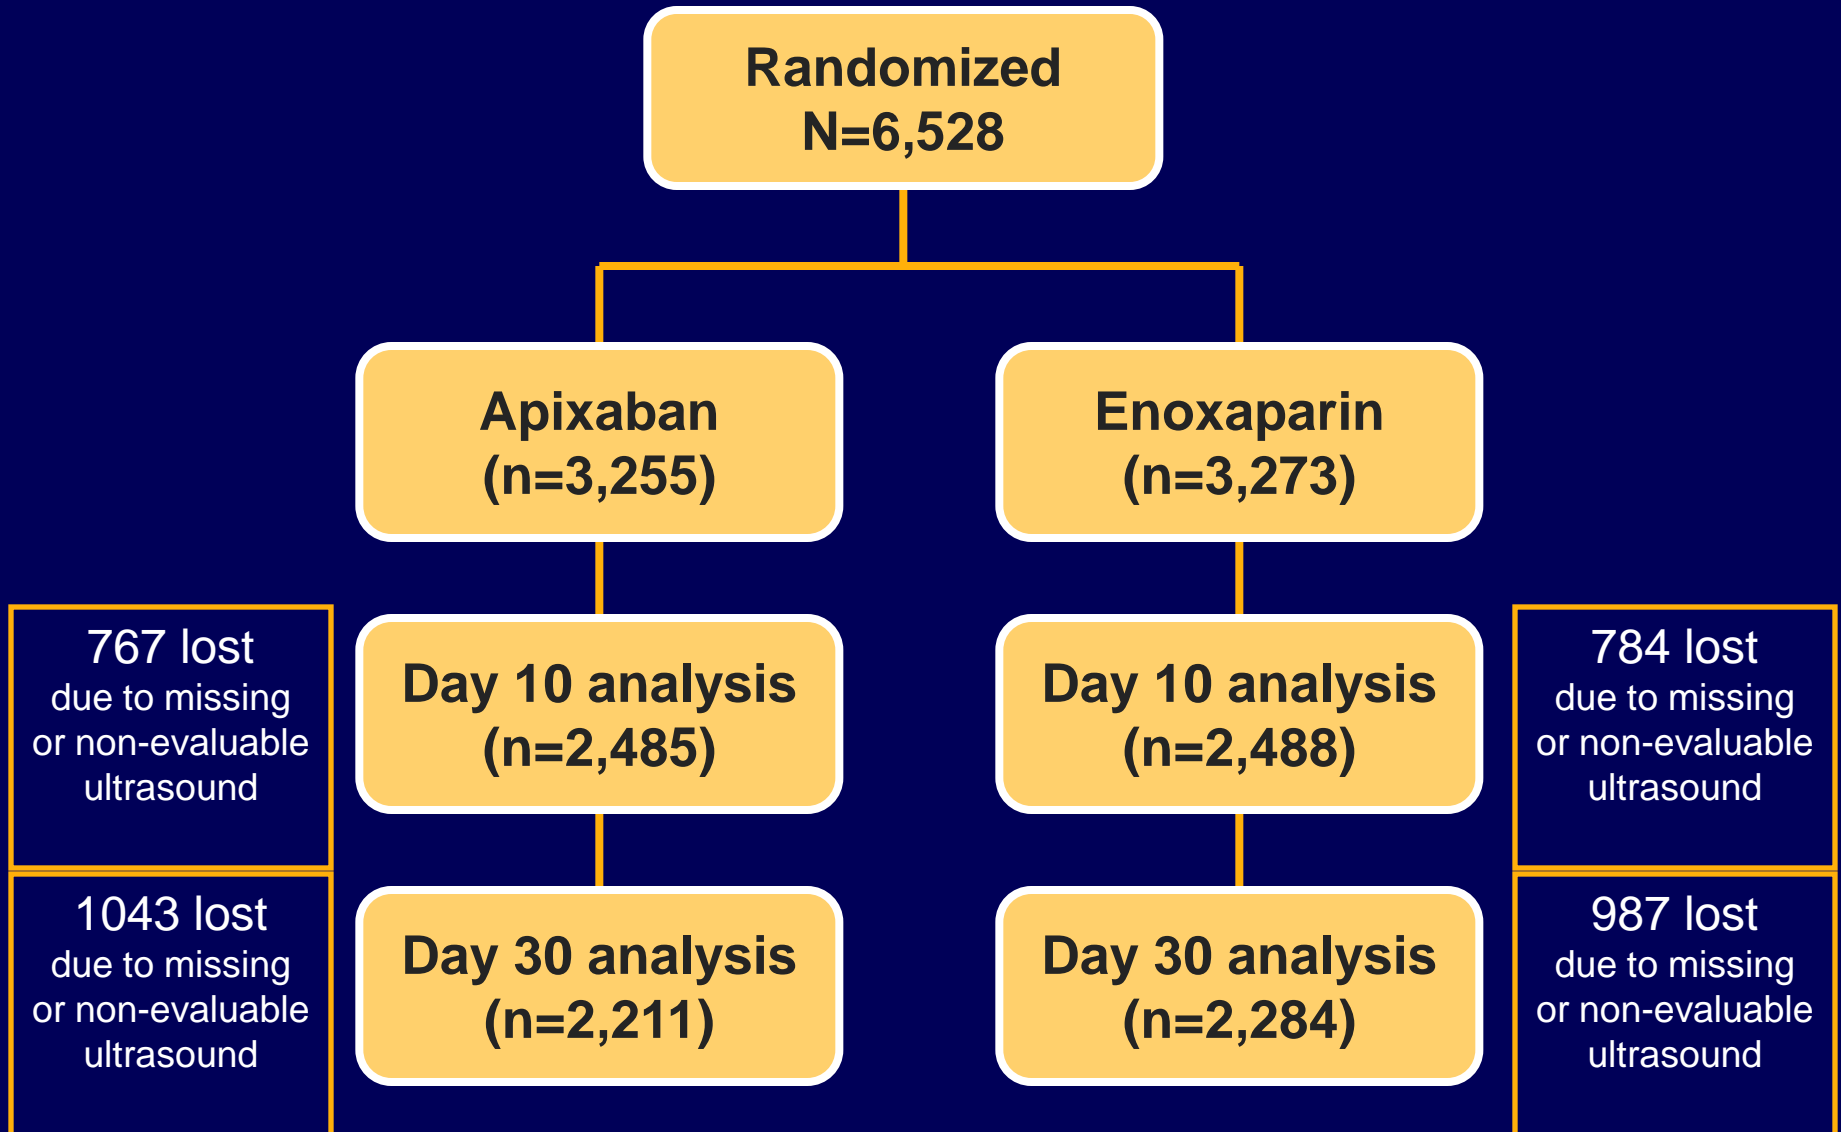 Randomized
N=6,528
Apixaban
(n=3,255)
Enoxaparin
(n=3,273)
767 lost
due to missing
or non-evaluable
ultrasound
Day 10 analysis
(n=2,485)
Day 10 analysis
(n=2,488)
784 lost
due to missing
or non-evaluable
ultrasound
1043 lost
due to missing
or non-evaluable
ultrasound
Day 30 analysis
(n=2,211)
Day 30 analysis
(n=2,284)
987 lost
due to missing
or non-evaluable
ultrasound